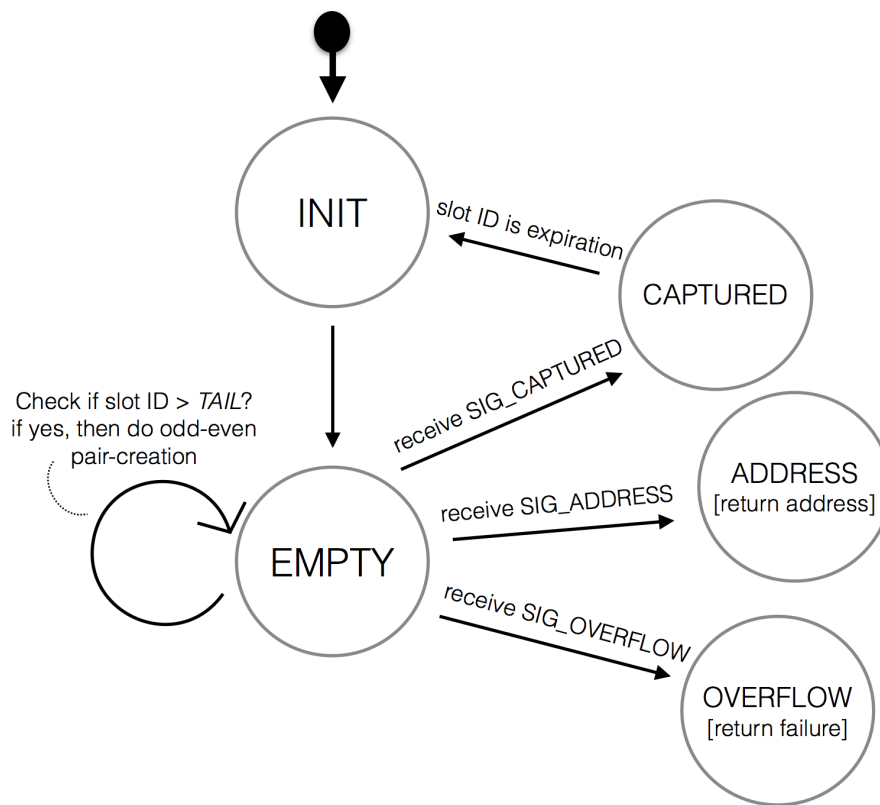 INIT
slot ID is expiration
CAPTURED
receive SIG_CAPTURED
Check if slot ID > TAIL?
if yes, then do odd-even
pair-creation
ADDRESS
[return address]
receive SIG_ADDRESS
EMPTY
receive SIG_OVERFLOW
OVERFLOW
[return failure]